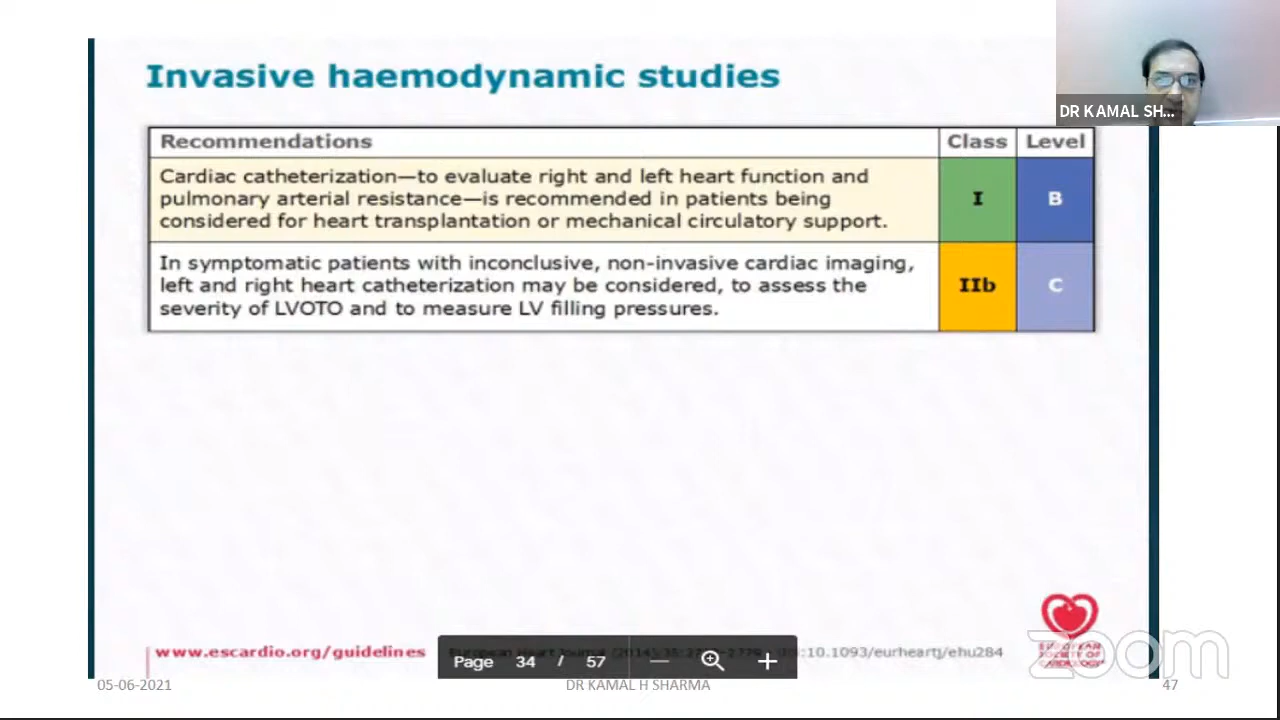 Invasive haemodynamic studies
DR KAMAL SH...
Recommendations Class Level
Cardiac catheterization—to evaluate right and left heart function and
pulmonary arterial resistance—is recommended in patients being
considered for heart transplantation or mechanical circulatory support.
I B
In symptomatic patients with inconclusive, non-invasive cardiac imaging,
left and right heart catheterization may be considered, to assess the
severity of LVOTO and to measure LV filling pressures.
IIb C
www.escardio.org/guidelines
Page 34 / 57
:10.1093/eurheartj/ehu284
EUROPEAN
SOCIETY OF
CARDIOLOGY
zoom
05-06-2021 DR KAMAL H SHARMA 47